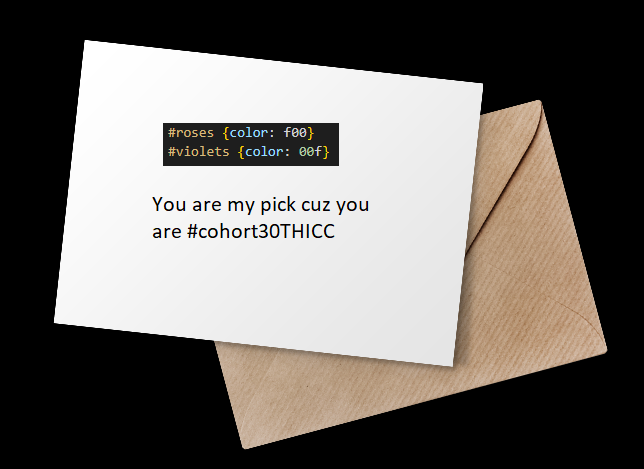 #roses {color: f00}
#violets {color: 00f}
You are my pick cuz you
are #cohort30THICC